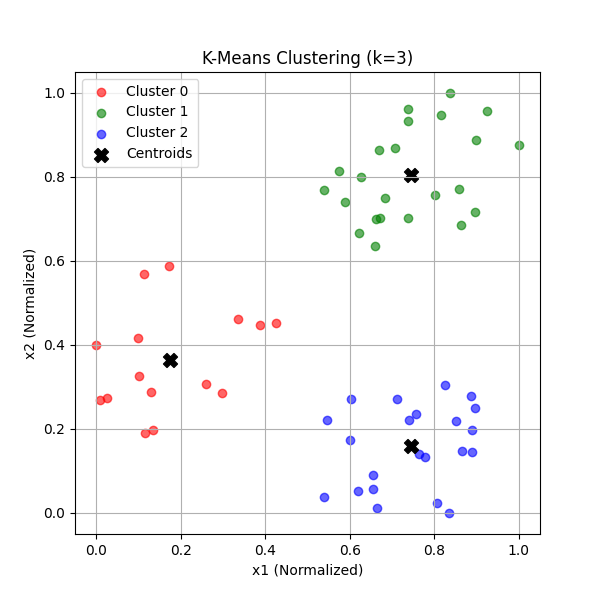 K-Means Clustering (k=3)
Cluster 0
Cluster 1
Cluster 2
Centroids
x2 (Normalized)
1.0
0.8
0.6
0.4
0.2
0.0
0.0 0.2 0.4 0.6 0.8 1.0
x1 (Normalized)